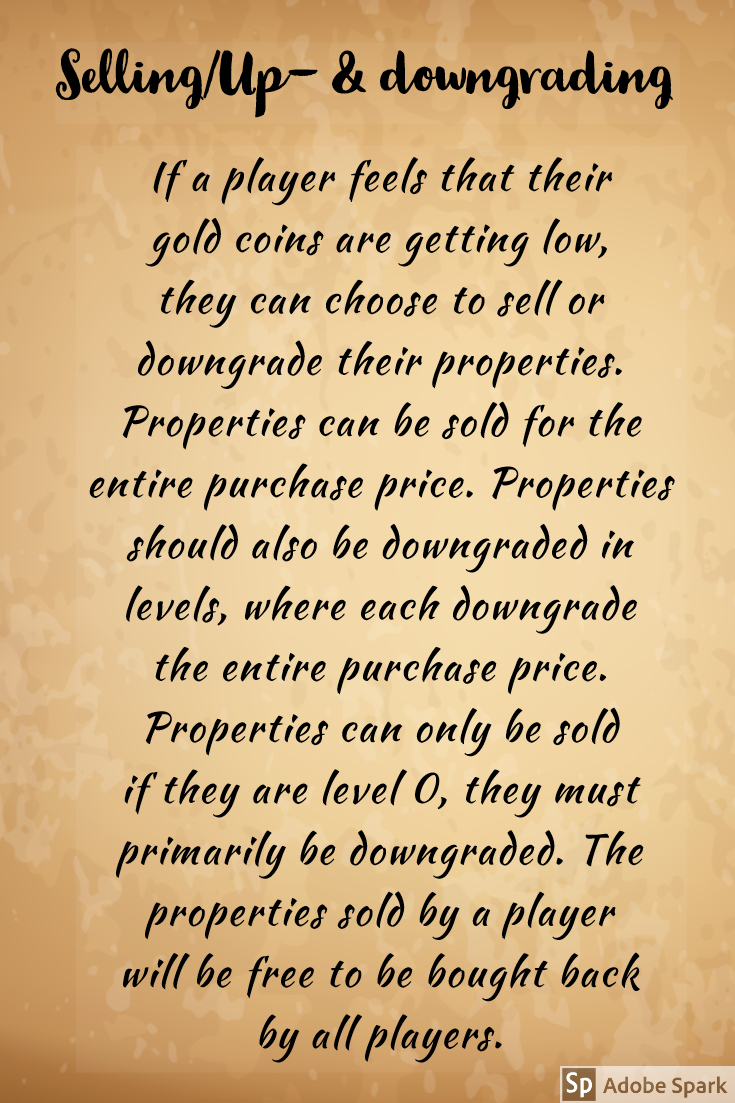 Selling/Up- & downgrading
If a player feels that their
gold coins are getting low,
they can choose to sell or
downgrade their properties.
Properties can be sold for the
entire purchase price. Properties
should also be downgraded in
levels, where each downgrade
the entire purchase price.
Properties can only be sold
if they are level 0, they must
primarily be downgraded. The
properties sold by a player
will be free to be bought back
by all players.
Sp Adobe Spark